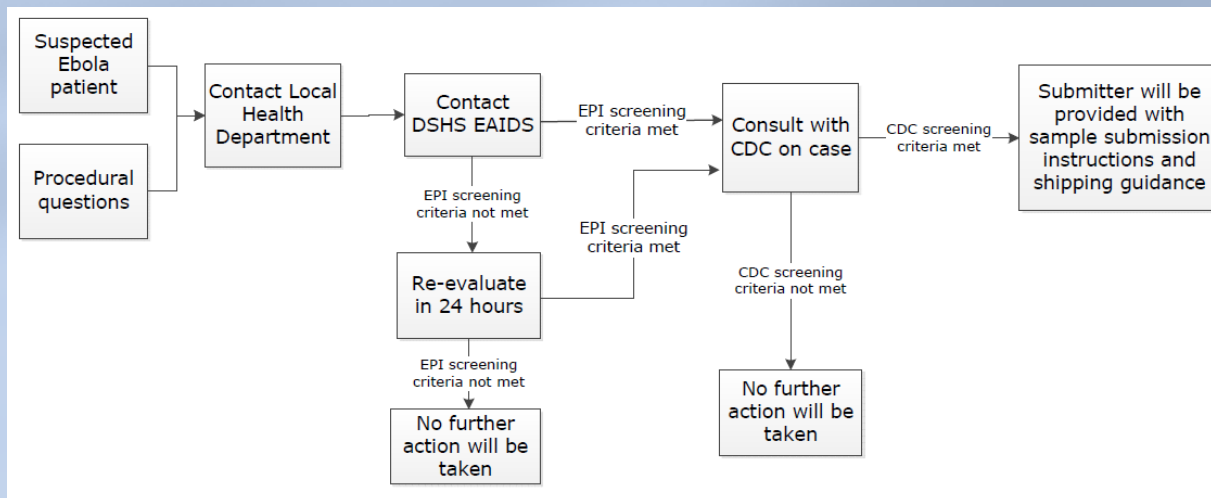 Suspected
Ebola
patient
Procedural
questions
Contact Local
Health
Department
Contact
DSHS EAIDS
EPI screening
criteria met
Consult with
CDC on case
CDC screening
criteria met
Submitter will be
provided with
sample submission
instructions and
shipping guidance
EPI screening
criteria not met
Re-evaluate
in 24 hours
EPI screening
criteria met
EPI screening
criteria not met
No further
action will be
taken
CDC screening
criteria not met
No further
action will be
taken